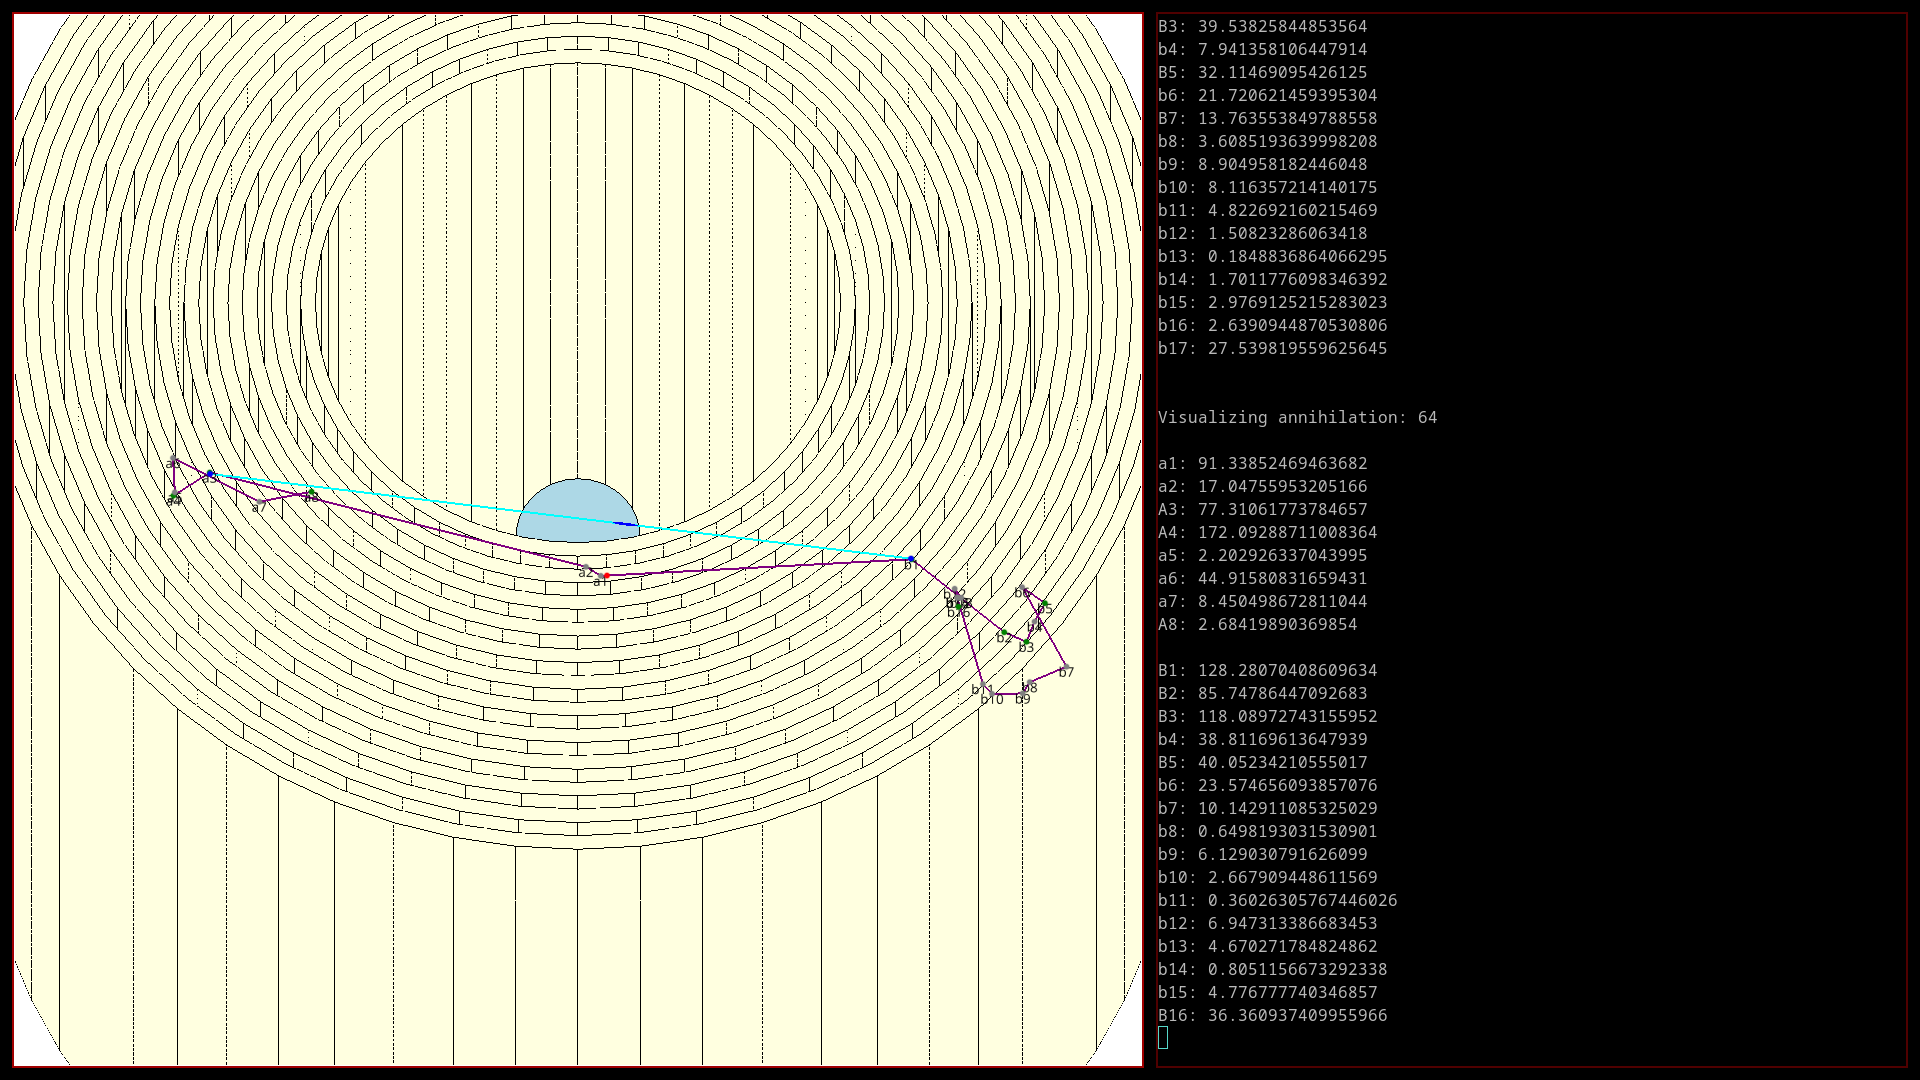 a3
a5
a4
a7
a8
a2
a1
b1
b12
b16
b2
b3
b4
b5
b6
b7
b8
b9
b10
b11
B3: 39.53825844853564
b4: 7.941358106447914
B5: 32.11469095426125
b6: 21.720621459395304
B7: 13.763553849788558
b8: 3.6085193639998208
b9: 8.904958182446048
b10: 8.116357214140175
b11: 4.822692160215469
b12: 1.50823286063418
b13: 0.1848836864066295
b14: 1.7011776098346392
b15: 2.9769125215283023
b16: 2.6390944870530806
b17: 27.539819559625645
Visualizing annihilation: 64
a1: 91.33852469463682
a2: 17.04755953205166
A3: 77.31061773784657
A4: 172.09288711008364
a5: 2.202926337043995
a6: 44.91580831659431
a7: 8.450498672811044
A8: 2.68419890369854
B1: 128.28070408609634
B2: 85.74786447092683
B3: 118.08972743155952
b4: 38.81169613647939
B5: 40.05234210555017
b6: 23.574656093857076
b7: 10.142911085325029
b8: 0.6498193031530901
b9: 6.129030791626099
b10: 2.667909448611569
b11: 0.36026305767446026
b12: 6.947313386683453
b13: 4.670271784824862
b14: 0.8051156673292338
b15: 4.776777740346857
B16: 36.360937409955966